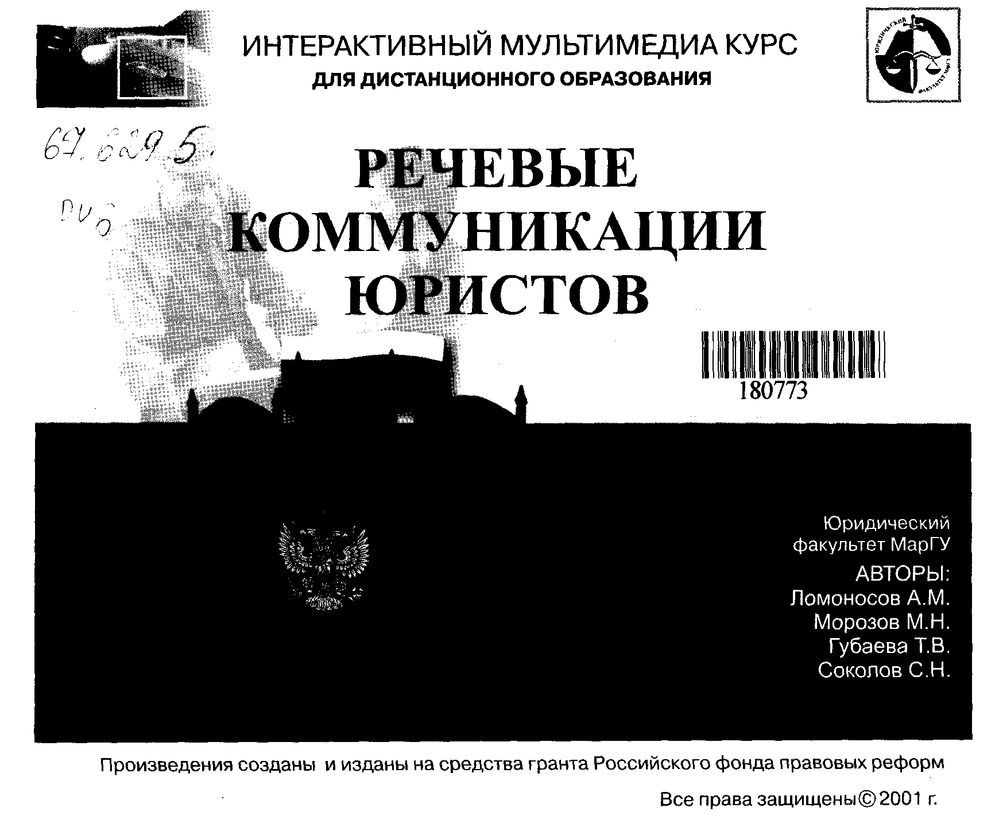 ИНТЕРАКТИВНЫЙ МУЛЬТИМЕДИА КУРС
ДЛЯ ДИСТАНЦИОННОГО ОБРАЗОВАНИЯ
ЮРИДИЧЕСКИЙ
ФАКУЛЬТЕТ МарГУ
67.629.5.
РЕЧЕВЫЕ
КОММУНИКАЦИИ
ЮРИСТОВ
180773
Юридический
факультет МарГУ
АВТОРЫ:
Ломоносов А.М.
Морозов М.Н.
Губаева Т.В.
Соколов С.Н.
Произведения созданы и изданы на средства гранта Российского фонда правовых реформ
Все права защищены© 2001 г.